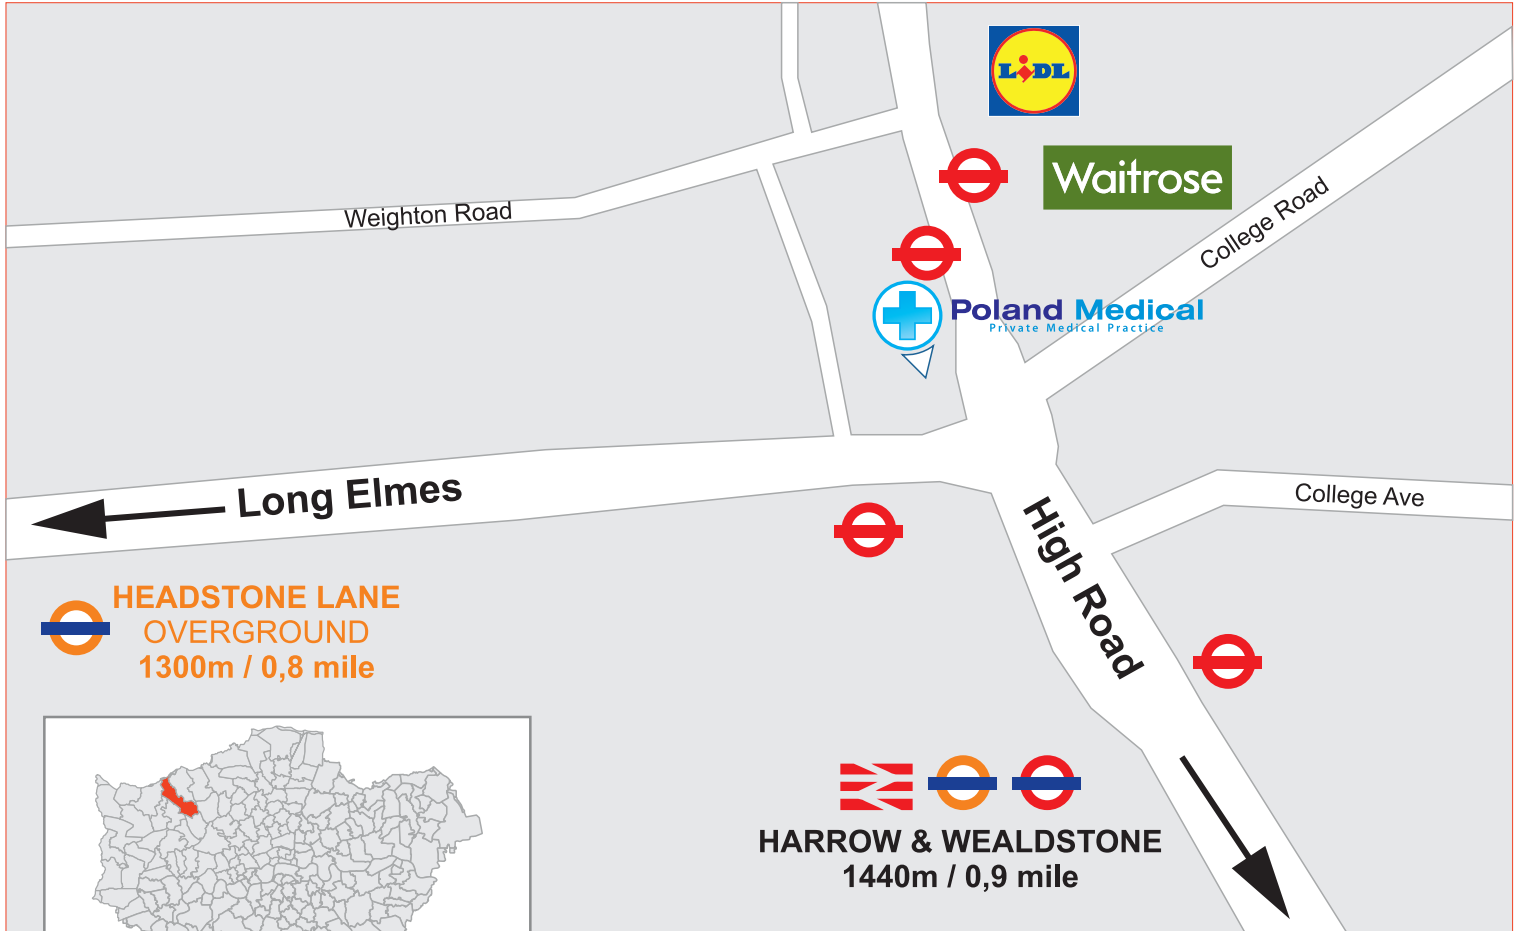 LIDL
Waitrose
College Road
Weighton Road
Poland Medical
Private Medical Practice
Long Elmes
College Ave
High Road
HEADSTONE LANE
OVERGROUND
1300m / 0,8 mile
HARROW & WEALDSTONE
1440m / 0,9 mile